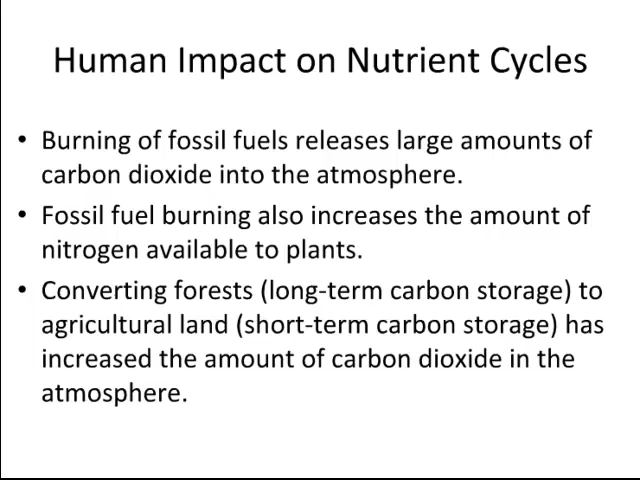 Human Impact on Nutrient Cycles
• Burning of fossil fuels releases large amounts of
carbon dioxide into the atmosphere.
• Fossil fuel burning also increases the amount of
nitrogen available to plants.
• Converting forests (long-term carbon storage) to
agricultural land (short-term carbon storage) has
increased the amount of carbon dioxide in the
atmosphere.